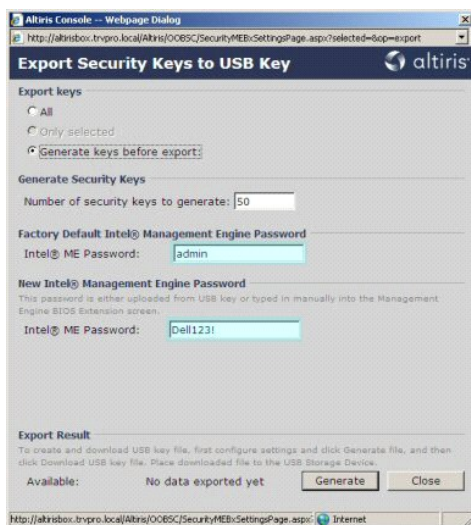 Altiris Console -- Webpage Dialog
http://altirisbox.trvpro.local/Altiris/OOBSC/SecurityMEBxSettingsPage.aspx?selected=&op=export
Export Security Keys to USB Key
altiris
Export keys
All
Only selected
Generate keys before export:
Generate Security Keys
Number of security keys to generate: 50
Factory Default Intel® Management Engine Password
Intel® ME Password: admin
New Intel® Management Engine Password
This password is either uploaded from USB key or typed in manually into the Management
Engine BIOS Extension screen.
Intel® ME Password: Dell123!
Export Result
To create and download USB key file, first configure settings and click Generate file, and then
click Download USB key file. Place downloaded file to the USB Storage Device.
Available: No data exported yet Generate Close
http://altirisbox.trvpro.local/Altiris/OOBSC/SecurityMEBxSettingsPage.aspx Internet